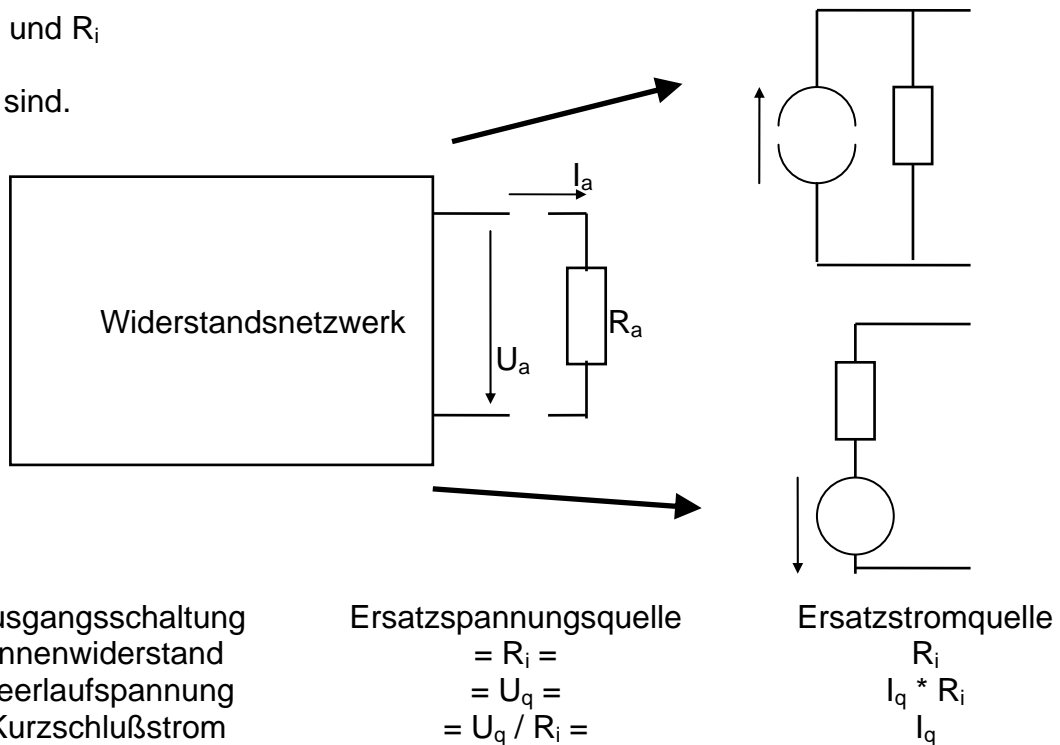 und Rᵢ
sind.
Iₐ
Widerstandsnetzwerk
Rₐ
Uₐ
usgangsschaltung Ersatzspannungsquelle Ersatzstromquelle
nnenwiderstand = Rᵢ = Rᵢ
eerlaufspannung = U_q = I_q * Rᵢ
Kurzschlußstrom = U_q / Rᵢ = I_q